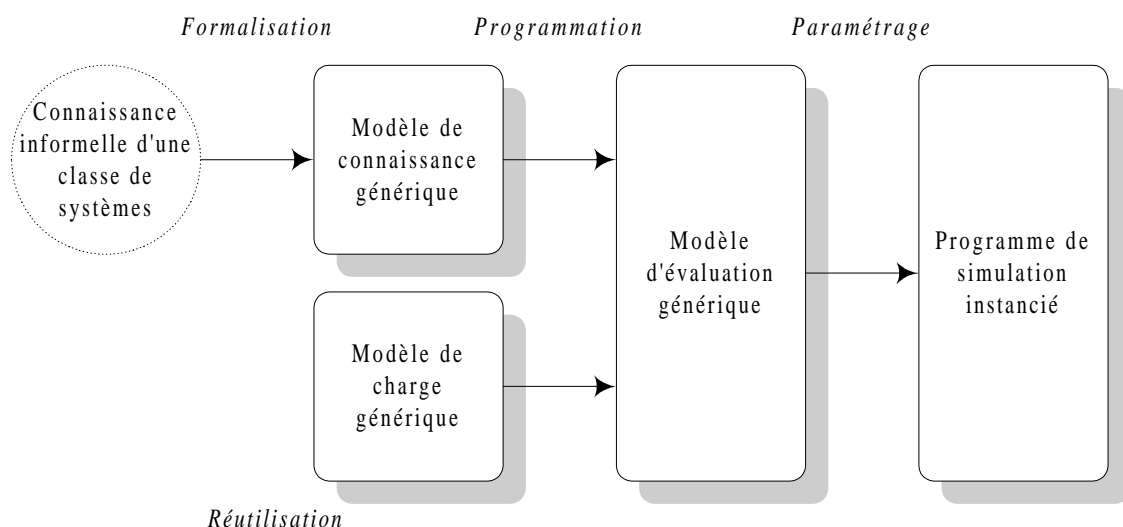 Formalisation
Programmation
Paramétrage
Connaissance
informelle d'une
classe de
systèmes
Modèle de
connaissance
générique
Modèle
d'évaluation
générique
Programme de
simulation
instancié
Modèle de
charge
générique
Réutilisation